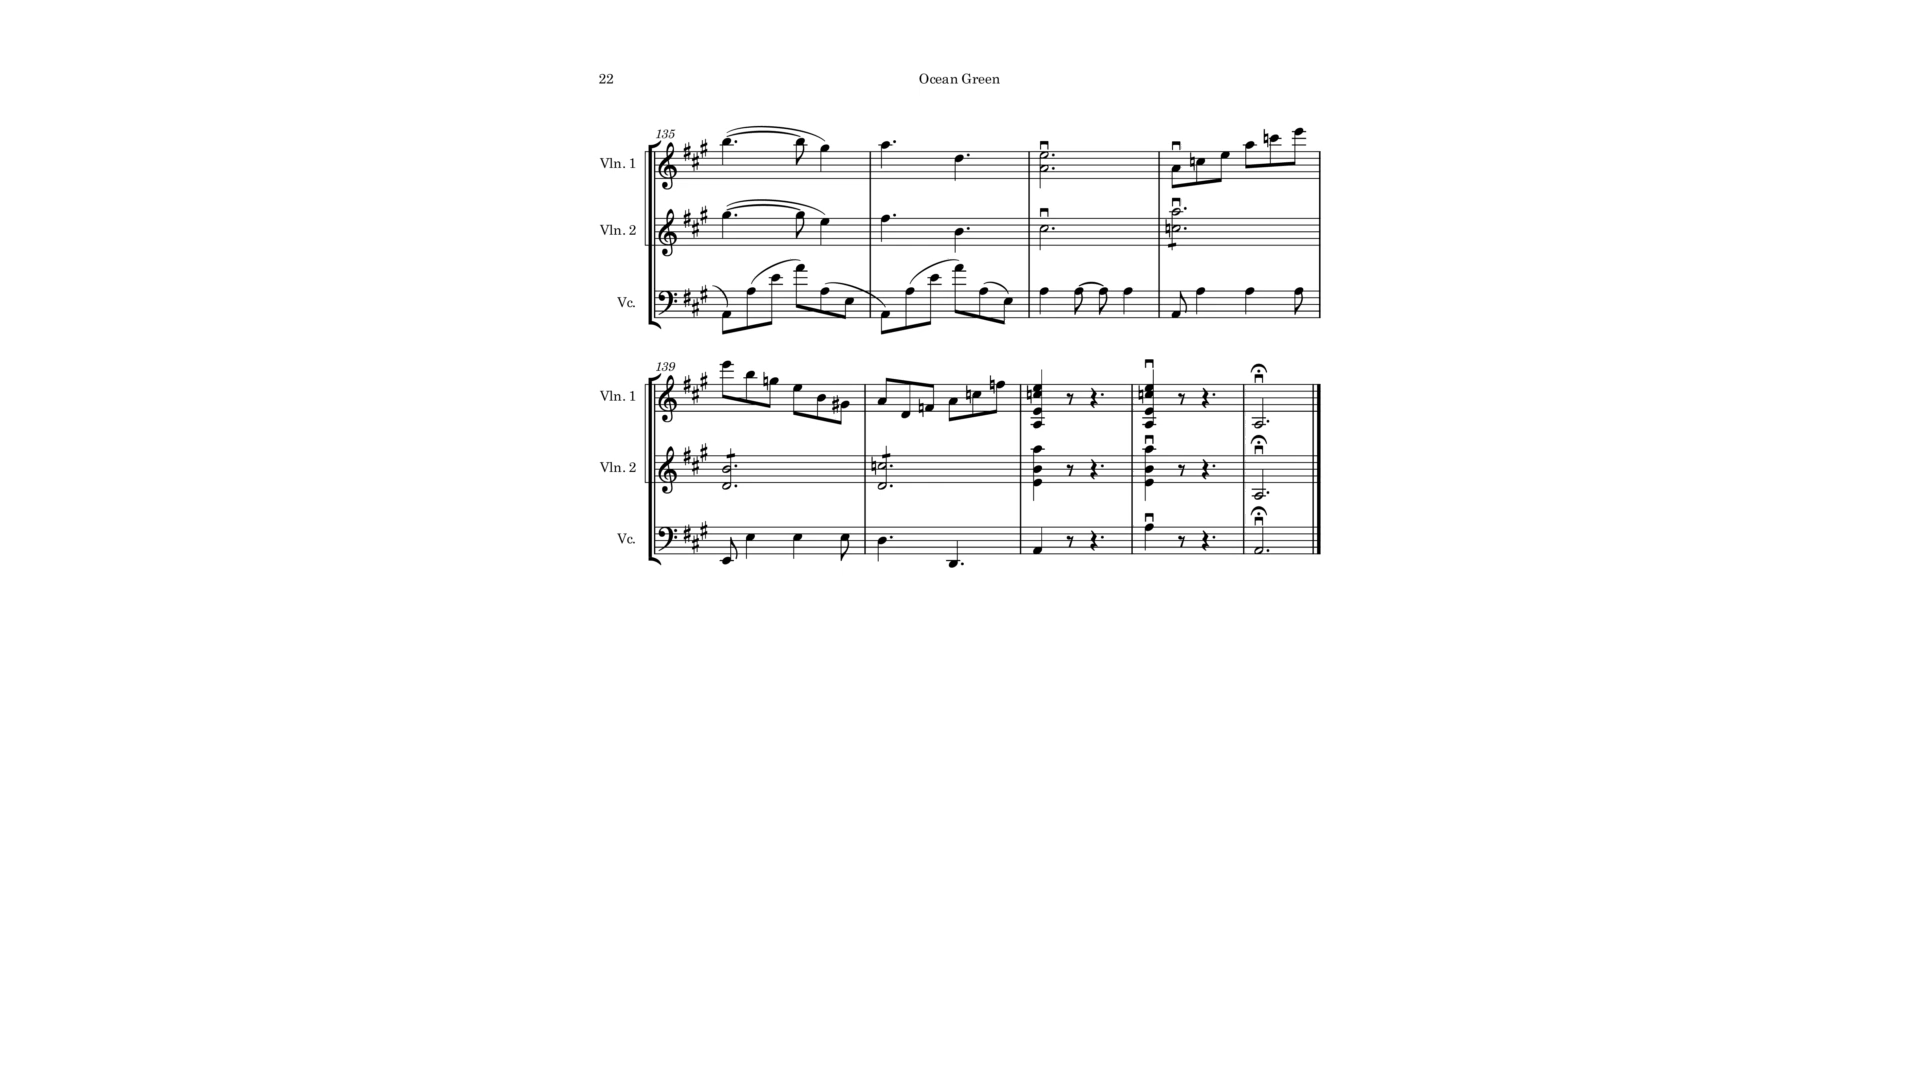 22 Ocean Green
135
Vln. 1
Vln. 2
Vc.
139
Vln. 1
Vln. 2
Vc.